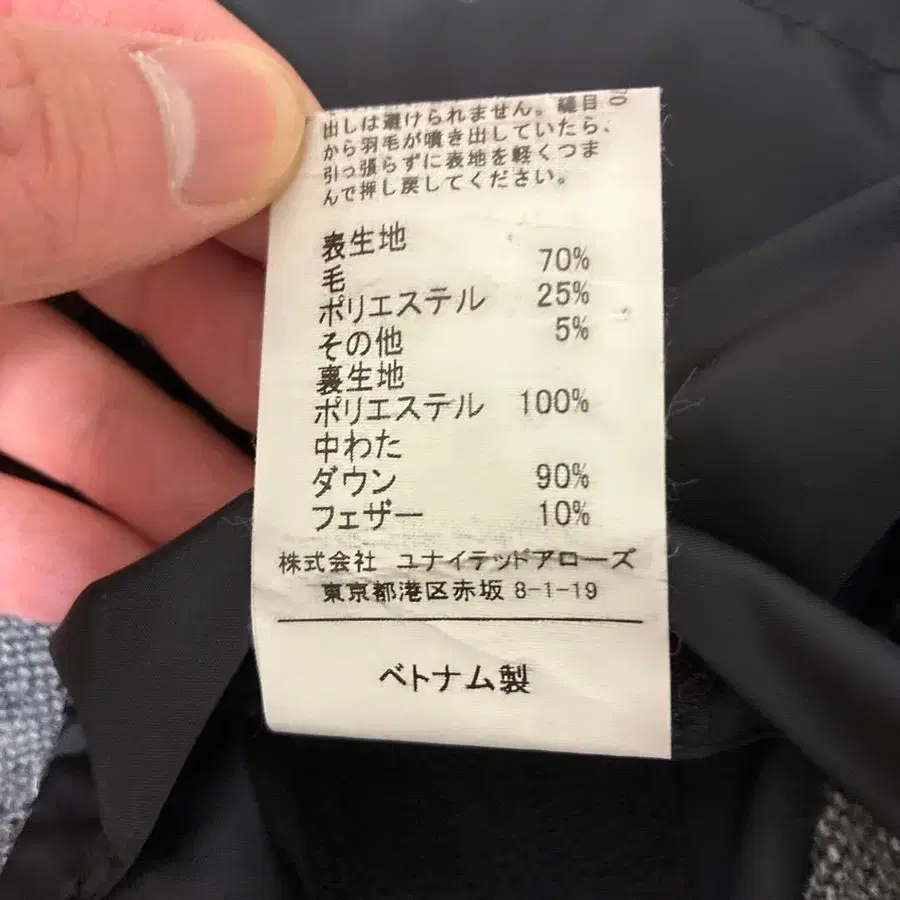 出しは避けられません。縫目
から羽毛が噴き出していたら、
引っ張らずに表地を軽くつま
んで押し戻してください。
表生地
毛 70%
ポリエステル 25%
その他 5%
裏生地
ポリエステル 100%
中わた
ダウン 90%
フェザー 10%
株式会社 ユナイテッドアローズ
東京都港区赤坂 8-1-19
ベトナム製